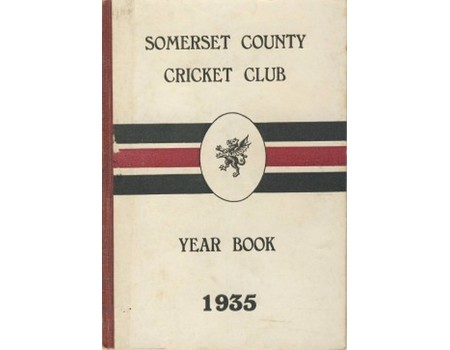 SOMERSET COUNTY
CRICKET CLUB
YEAR BOOK
1935